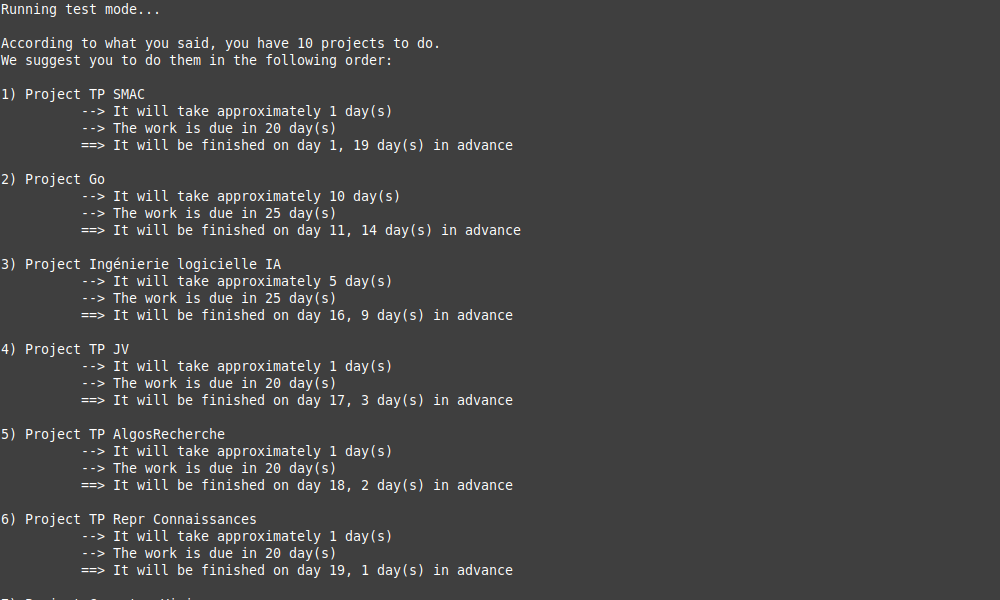 Running test mode...
According to what you said, you have 10 projects to do.
We suggest you to do them in the following order:
1) Project TP SMAC
--> It will take approximately 1 day(s)
--> The work is due in 20 day(s)
==> It will be finished on day 1, 19 day(s) in advance
2) Project Go
--> It will take approximately 10 day(s)
--> The work is due in 25 day(s)
==> It will be finished on day 11, 14 day(s) in advance
3) Project Ingénierie logicielle IA
--> It will take approximately 5 day(s)
--> The work is due in 25 day(s)
==> It will be finished on day 16, 9 day(s) in advance
4) Project TP JV
--> It will take approximately 1 day(s)
--> The work is due in 20 day(s)
==> It will be finished on day 17, 3 day(s) in advance
5) Project TP AlgosRecherche
--> It will take approximately 1 day(s)
--> The work is due in 20 day(s)
==> It will be finished on day 18, 2 day(s) in advance
6) Project TP Repr Connaissances
--> It will take approximately 1 day(s)
--> The work is due in 20 day(s)
==> It will be finished on day 19, 1 day(s) in advance